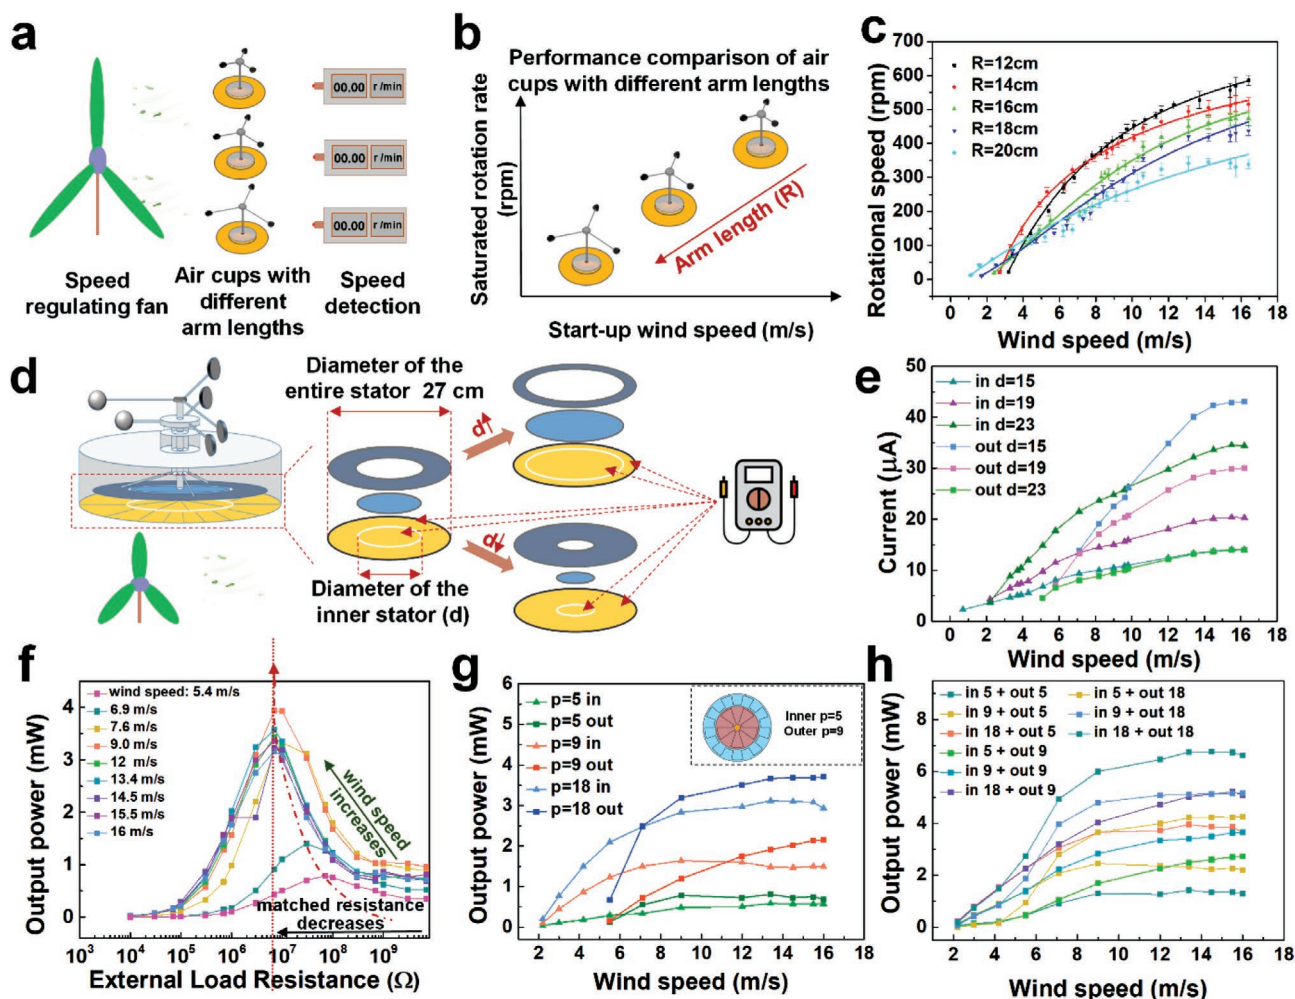 a
00.00 r/min
00.00 r/min
00.00 r/min
Speed
regulating fan
Air cups with
different
arm lengths
Speed
detection
b
Performance comparison of air
cups with different arm lengths
Saturated rotation rate
(rpm)
Arm length (R)
Start-up wind speed (m/s)
c
700
600
500
400
300
200
100
0
R=12cm
R=14cm
R=16cm
R=18cm
R=20cm
Rotational speed (rpm)
0 2 4 6 8 10 12 14 16 18
Wind speed (m/s)
d
Diameter of the
entire stator 27 cm
d↑
d↓
Diameter of the
inner stator (d)
e
50
40
30
20
10
0
in d=15
in d=19
in d=23
out d=15
out d=19
out d=23
Current (μA)
0 2 4 6 8 10 12 14 16 18
Wind speed (m/s)
f
4
3
2
1
0
wind speed: 5.4 m/s
6.9 m/s
7.6 m/s
9.0 m/s
12 m/s
13.4 m/s
14.5 m/s
15.5 m/s
16 m/s
wind speed
increases
matched resistance
decreases
Output power (mW)
10³ 10⁴ 10⁵ 10⁶ 10⁷ 10⁸ 10⁹
External Load Resistance (Ω)
g
6
5
4
3
2
1
0
p=5 in
p=5 out
p=9 in
p=9 out
p=18 in
p=18 out
Inner p=5
Outer p=9
Output power (mW)
2 4 6 8 10 12 14 16 18
Wind speed (m/s)
h
9
8
7
6
5
4
3
2
1
0
in 5 + out 5
in 9 + out 5
in 18 + out 5
in 5 + out 9
in 9 + out 9
in 18 + out 9
in 5 + out 18
in 9 + out 18
in 18 + out 18
Output power (mW)
2 4 6 8 10 12 14 16 18
Wind speed (m/s)